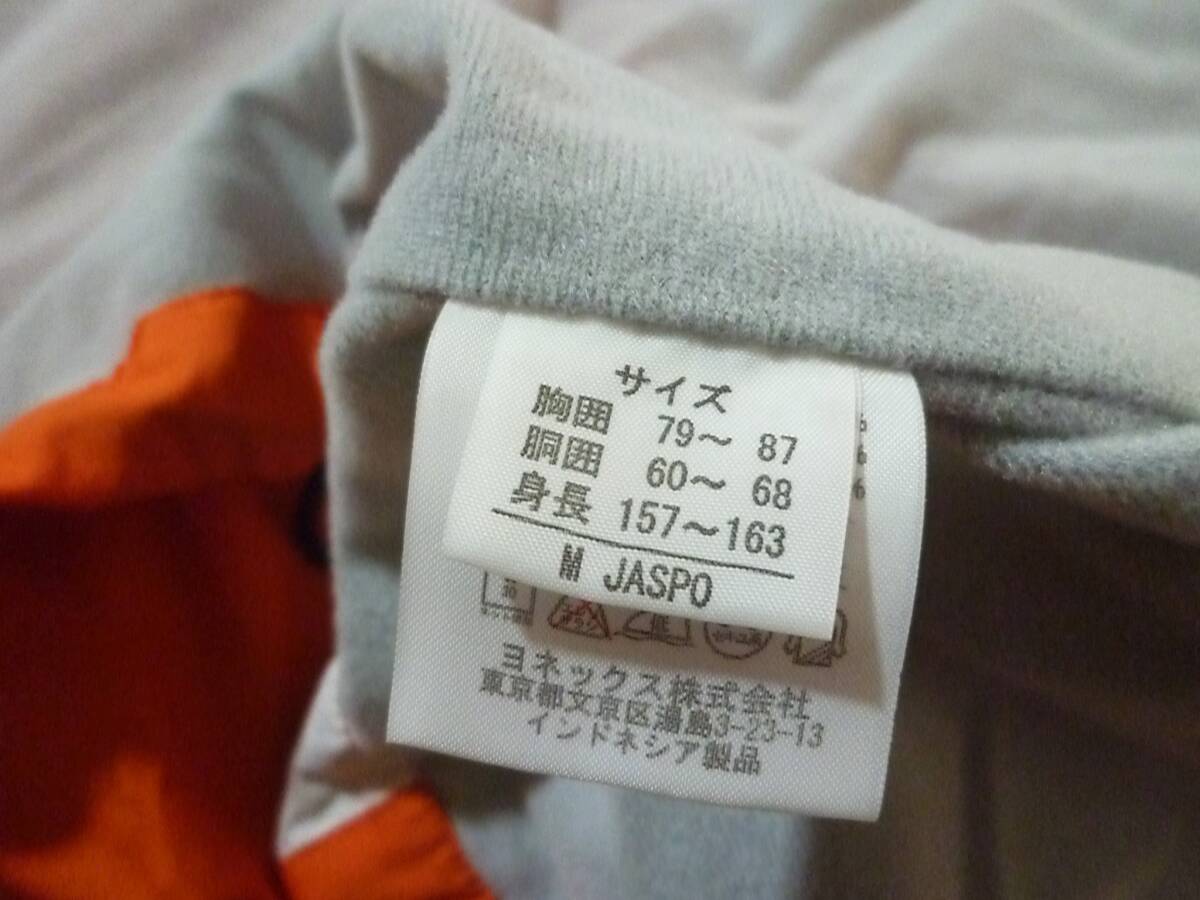 サイズ
胸囲 79～ 87
胴囲 60～ 68
身長 157～163
M JASPO
ヨネックス株式会社
東京都文京区湯島3-23-13
インドネシア製品